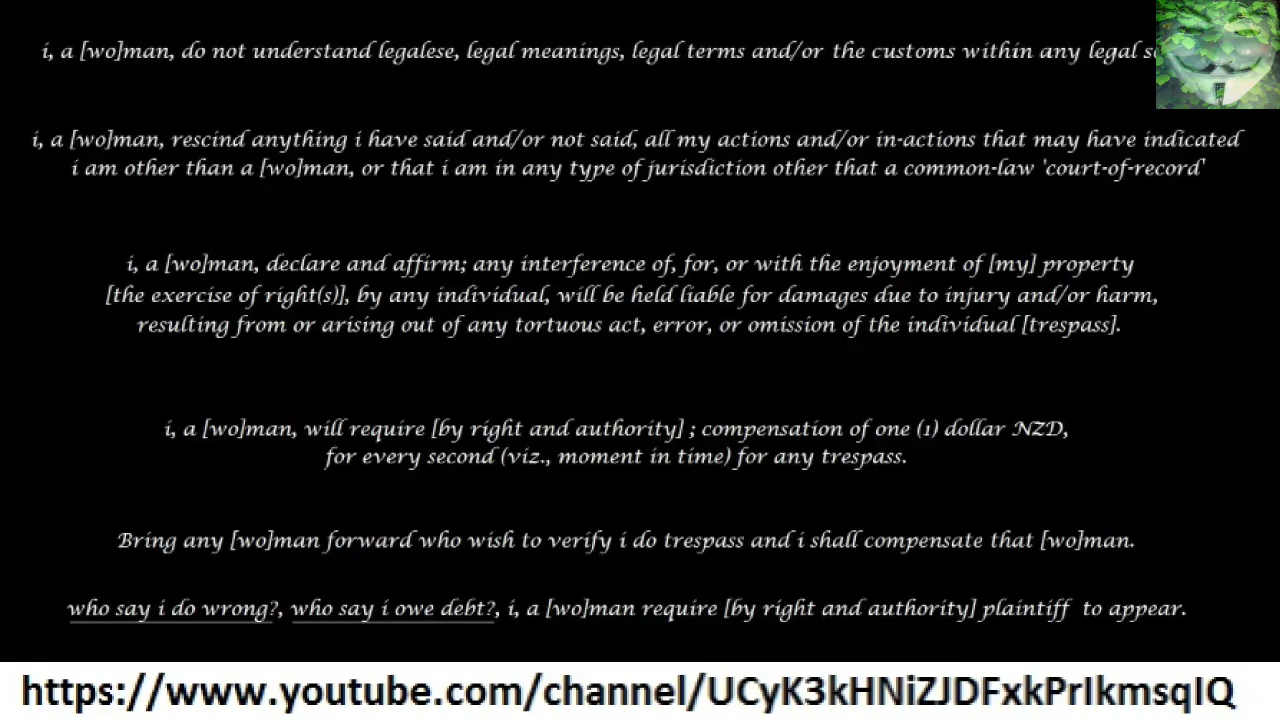 i, a [wo]man, do not understand legalese, legal meanings, legal terms and/or the customs within any legal
i, a [wo]man, rescind anything i have said and/or not said, all my actions and/or in-actions that may have indicated
i am other than a [wo]man, or that i am in any type of jurisdiction other that a common-law 'court-of-record'
i, a [wo]man, declare and affirm; any interference of, for, or with the enjoyment of [my] property
[the exercise of right(s)], by any individual, will be held liable for damages due to injury and/or harm,
resulting from or arising out of any tortuous act, error, or omission of the individual [trespass].
i, a [wo]man, will require [by right and authority] ; compensation of one (1) dollar NZD,
for every second (viz., moment in time) for any trespass.
Bring any [wo]man forward who wish to verify i do trespass and i shall compensate that [wo]man.
who say i do wrong?, who say i owe debt?, i, a [wo]man require [by right and authority] plaintiff to appear.
https://www.youtube.com/channel/UCyK3kHNiZJDFxkPrIkmsqIQ